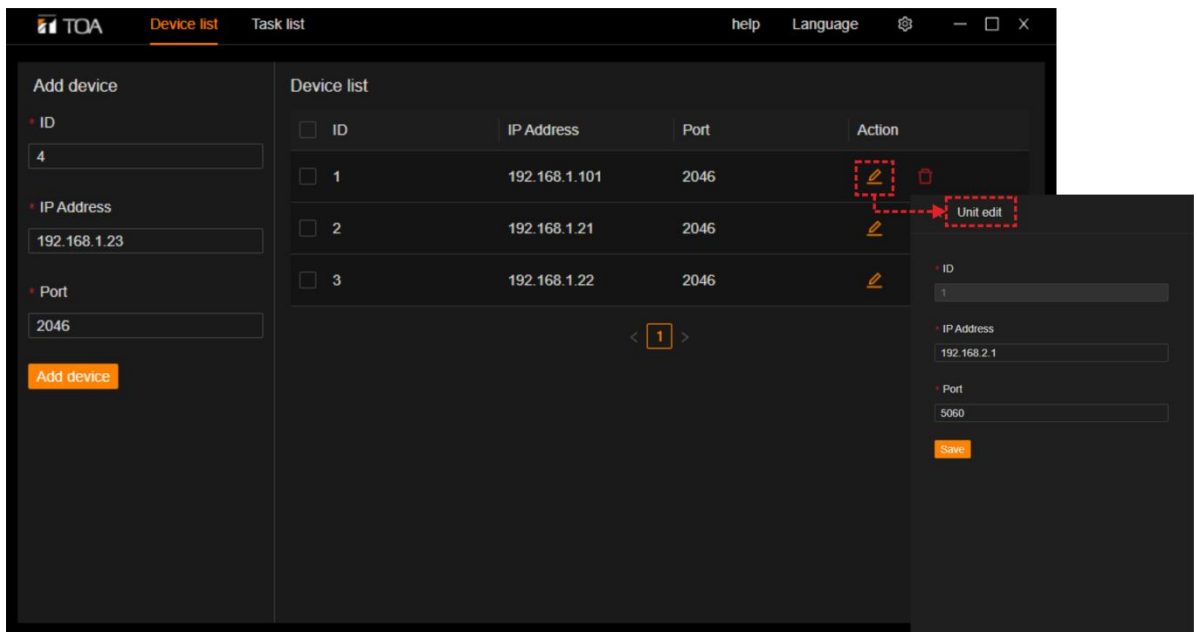 TOA Device list Task list help Language
Add device
* ID
4
* IP Address
192.168.1.23
* Port
2046
Add device
Device list
ID IP Address Port Action
1 192.168.1.101 2046
2 192.168.1.21 2046
3 192.168.1.22 2046
< 1 >
Unit edit
* ID
1
* IP Address
192.168.2.1
* Port
5060
Save